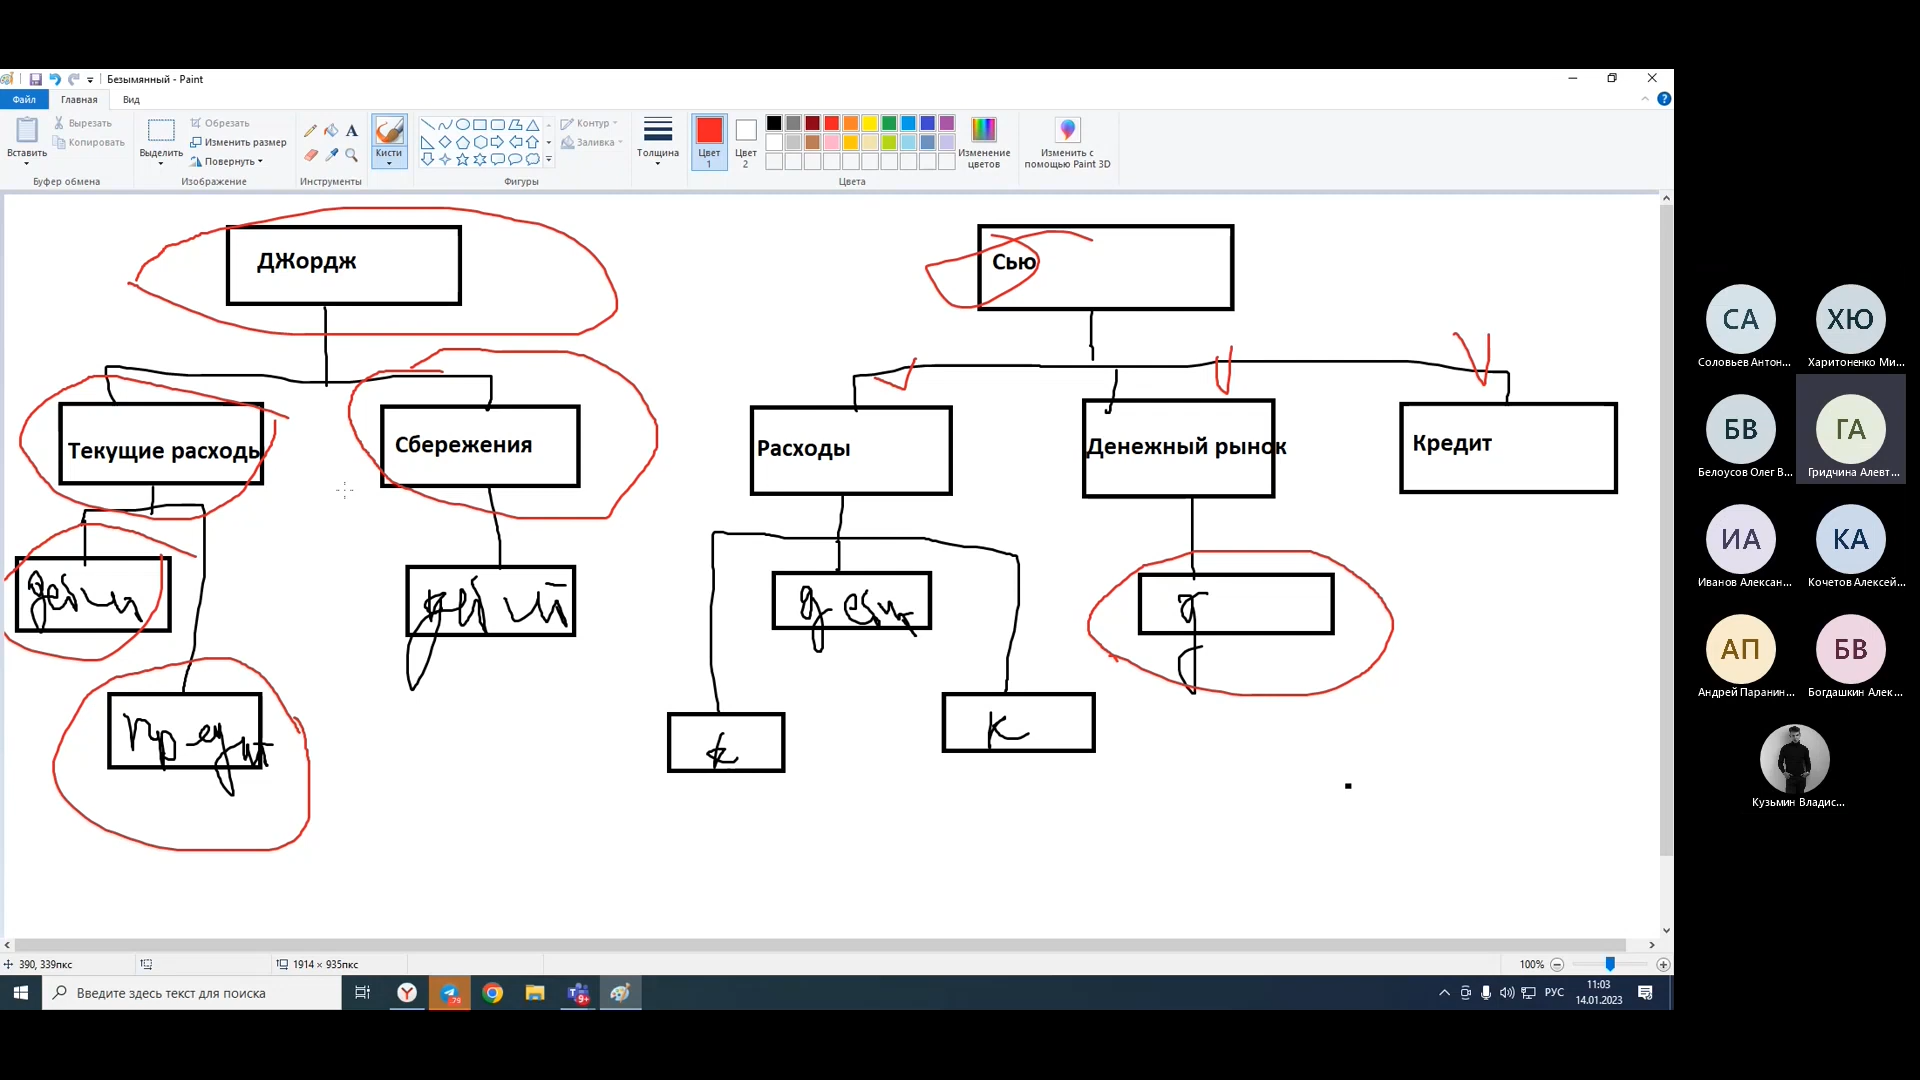 Безымянный - Paint
Файл
Главная
Вид
Вставить
Вырезать
Копировать
Буфер обмена
Выделить
Обрезать
Изменить размер
Повернуть
Изображение
Инструменты
Кисти
Фигуры
Контур
Заливка
Толщина
Цвет 1
Цвет 2
Изменение цветов
Цвета
Изменить с помощью Paint 3D
ДЖордж
Сью
Текущие расходы
Сбережения
Расходы
Денежный рынок
Кредит
к
СА
Соловьев Антон...
ХЮ
Харитоненко Ми...
БВ
Белоусов Олег В...
ГА
Гридчина Алевт...
ИА
Иванов Алексан...
КА
Кочетов Алексей...
АП
Андрей Паранин...
БВ
Богдашкин Алек...
Кузьмин Владис...
390, 339пкс
1914 × 935пкс
100%
Введите здесь текст для поиска
9+
РУС
11:03
14.01.2023